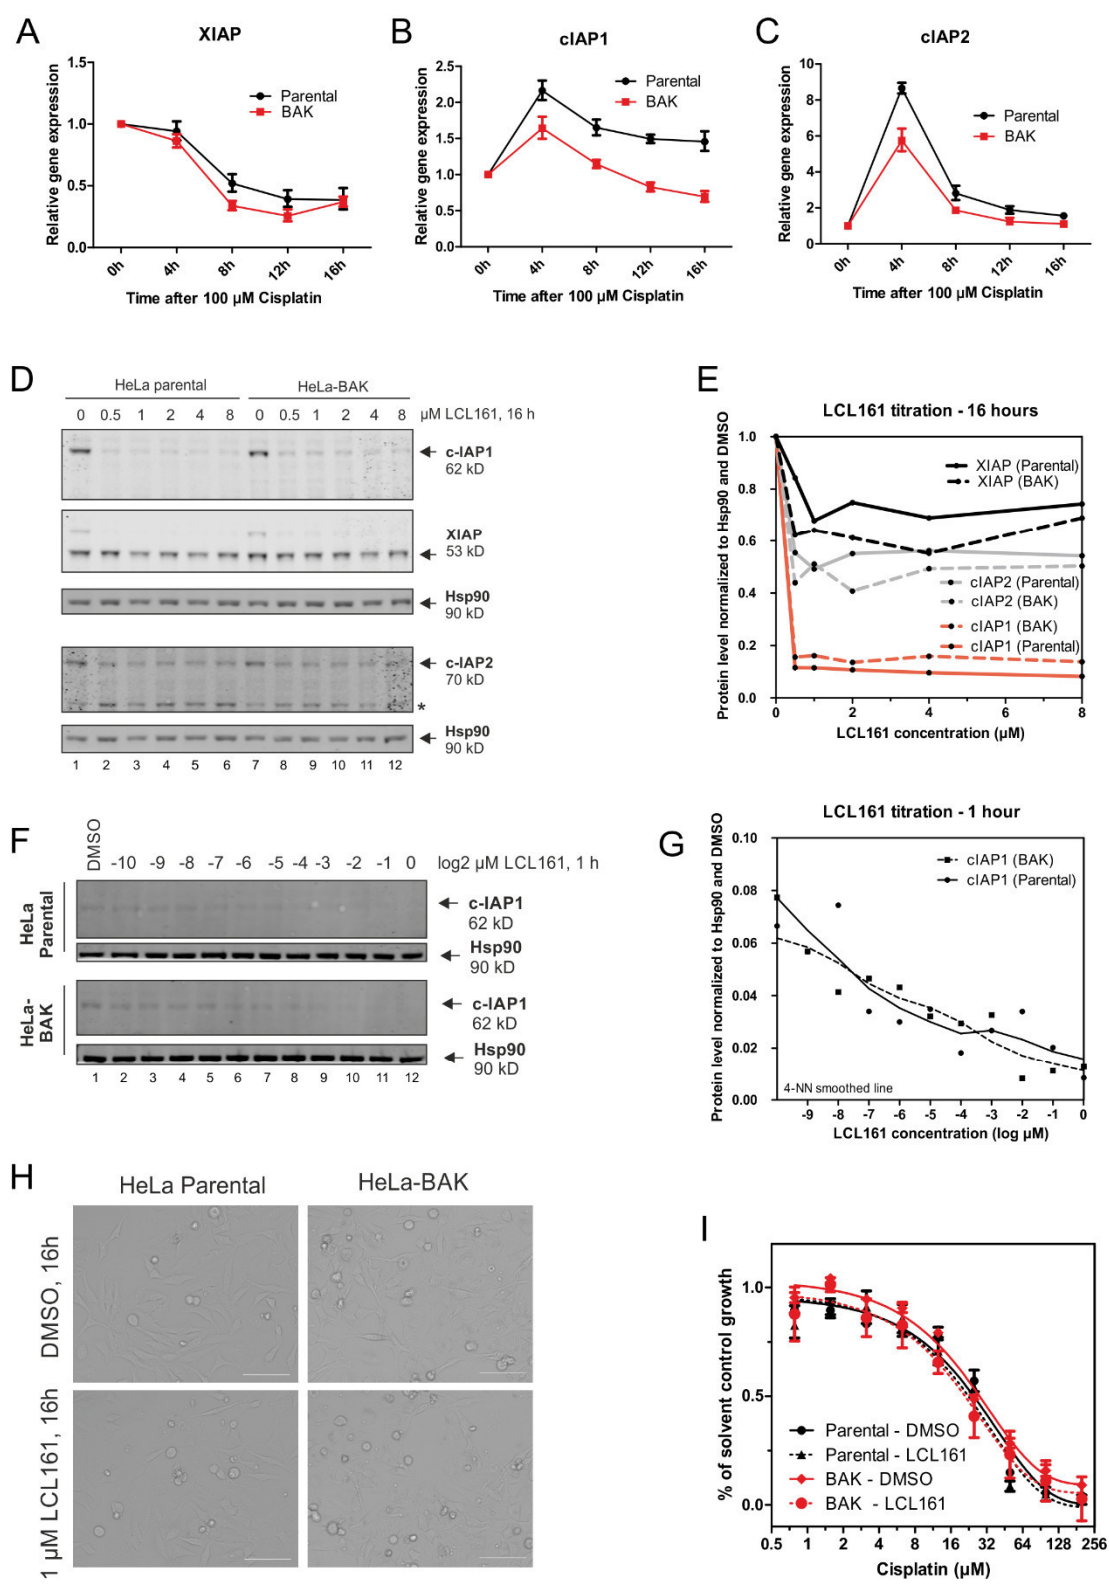 A
XIAP
Relative gene expression
1.5
1.0
0.5
0.0
Parental
BAK
0h
4h
8h
12h
16h
Time after 100 µM Cisplatin
B
cIAP1
Relative gene expression
2.5
2.0
1.5
1.0
0.5
0.0
Parental
BAK
0h
4h
8h
12h
16h
Time after 100 µM Cisplatin
C
cIAP2
Relative gene expression
10
8
6
4
2
0
Parental
BAK
0h
4h
8h
12h
16h
Time after 100 µM Cisplatin
D
HeLa parental
HeLa-BAK
0 0.5 1 2 4 8 0 0.5 1 2 4 8 µM LCL161, 16 h
c-IAP1
62 kD
XIAP
53 kD
Hsp90
90 kD
c-IAP2
70 kD
*
Hsp90
90 kD
1 2 3 4 5 6 7 8 9 10 11 12
E
LCL161 titration - 16 hours
Protein level normalized to Hsp90 and DMSO
1.0
0.8
0.6
0.4
0.2
0.0
XIAP (Parental)
XIAP (BAK)
cIAP2 (Parental)
cIAP2 (BAK)
cIAP1 (BAK)
cIAP1 (Parental)
0 2 4 6 8
LCL161 concentration (µM)
F
DMSO -10 -9 -8 -7 -6 -5 -4 -3 -2 -1 0 log2 µM LCL161, 1 h
HeLa
Parental
c-IAP1
62 kD
Hsp90
90 kD
HeLa-
BAK
c-IAP1
62 kD
Hsp90
90 kD
1 2 3 4 5 6 7 8 9 10 11 12
G
LCL161 titration - 1 hour
Protein level normalized to Hsp90 and DMSO
0.10
0.08
0.06
0.04
0.02
0.00
cIAP1 (BAK)
cIAP1 (Parental)
4-NN smoothed line
-9 -8 -7 -6 -5 -4 -3 -2 -1 0
LCL161 concentration (log µM)
H
HeLa Parental
HeLa-BAK
DMSO, 16h
1 µM LCL161, 16h
I
% of solvent control growth
1.0
0.5
0.0
Parental - DMSO
Parental - LCL161
BAK - DMSO
BAK - LCL161
0.5 1 2 4 8 16 32 64 128 256
Cisplatin (µM)